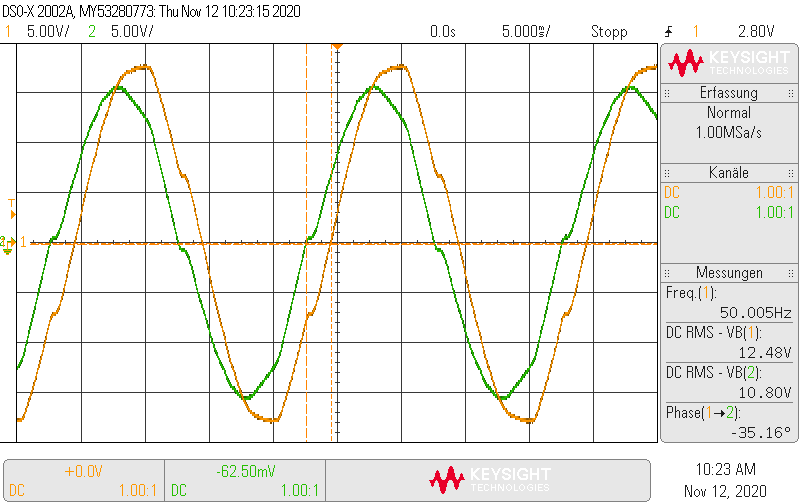 DSO-X 2002A, MY53280773: Thu Nov 12 10:23:15 2020
1 5.00V/ 2 5.00V/ 0.0s 5.000ms/ Stopp 1 2.80V
KEYSIGHT
TECHNOLOGIES
Erfassung
Normal
1.00MSa/s
Kanäle
DC 1.00:1
DC 1.00:1
Messungen
Freq.(1):
50.005Hz
DC RMS - VB(1):
12.48V
DC RMS - VB(2):
10.80V
Phase(1→2):
-35.16°
T
2
1
+0.0V
DC 1.00:1
-62.50mV
DC 1.00:1
KEYSIGHT
TECHNOLOGIES
10:23 AM
Nov 12, 2020